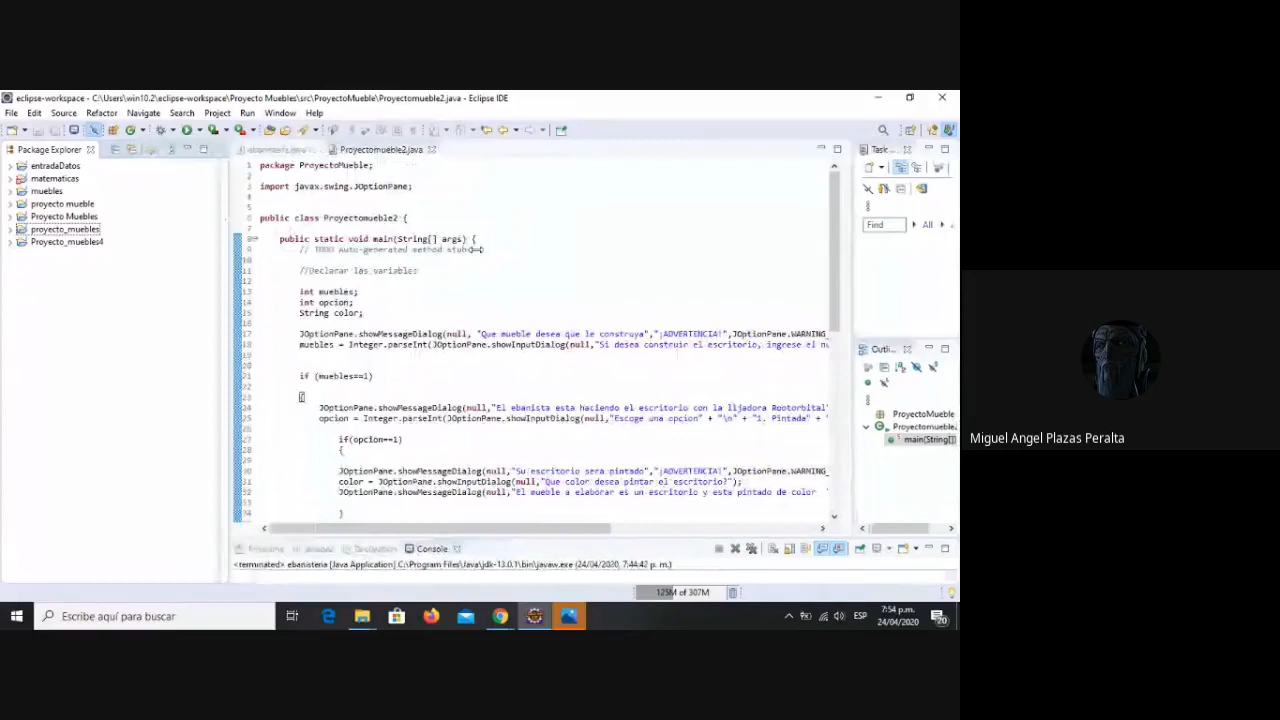 eclipse-workspace - C:\Users\win10.2\eclipse-workspace\Proyecto Muebles\src\ProyectoMueble\Proyectomueble2.java - Eclipse IDE
File Edit Source Refactor Navigate Search Project Run Window Help
Package Explorer
entradaDatos
matematicas
muebles
proyecto mueble
Proyecto Muebles
proyecto_muebles
Proyecto_muebles4
Proyectomueble2.java
1 package ProyectoMueble;
2
3 import javax.swing.JOptionPane;
4
5
6 public class Proyectomueble2 {
7
8 public static void main(String[] args) {
9 // TODO Auto-generated method stub
10
11 //Declarar las variables
12
13 int muebles;
14 int opcion;
15 String color;
16
17 JOptionPane.showMessageDialog(null, "Que mueble desea que le construya","¡ADVERTENCIA!",JOptionPane.WARNING_
18 muebles = Integer.parseInt(JOptionPane.showInputDialog(null,"Si desea construir el escritorio, ingrese el nu
19
20
21 if (muebles==1)
22
23 {
24 JOptionPane.showMessageDialog(null,"El ebanista esta haciendo el escritorio con la lijadora Rootorbital"
25 opcion = Integer.parseInt(JOptionPane.showInputDialog(null,"Escoge una opcion" + "\n" + "1. Pintada" + "
26
27 if(opcion==1)
28 {
29
30 JOptionPane.showMessageDialog(null,"Su escritorio será pintado","¡ADVERTENCIA!",JOptionPane.WARNING_
31 color = JOptionPane.showInputDialog(null,"Que color desea pintar el escritorio?");
32 JOptionPane.showMessageDialog(null,"El mueble a elaborar es un escritorio y esta pintado de color "
33
34 }
Task
Find
All
Outli
ProyectoMueble
Proyectomueble
main(String[]
Console
<terminated> ebanisteria [Java Application] C:\Program Files\Java\jdk-13.0.1\bin\javaw.exe (24/04/2020, 7:44:42 p. m.)
125M of 307M
Escribe aquí para buscar
ESP
7:54 p.m.
24/04/2020
20
Miguel Angel Plazas Peralta